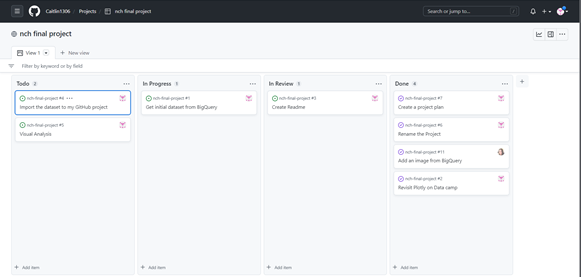 Caitlin1306 / Projects / nch final project
Search or jump to...
nch final project
View 1
+ New view
Filter by keyword or by field
Todo 2
nch-final-project #4
Import the dataset to my GitHub project
nch-final-project #5
Visual Analysis
+ Add item
In Progress 1
nch-final-project #1
Get initial dataset from BigQuery
+ Add item
In Review 1
nch-final-project #3
Create Readme
+ Add item
Done 4
nch-final-project #7
Create a project plan
Rename the Project
nch-final-project #11
Add an image from BigQuery
nch-final-project #2
Revisit Plotly on Data camp
+ Add item